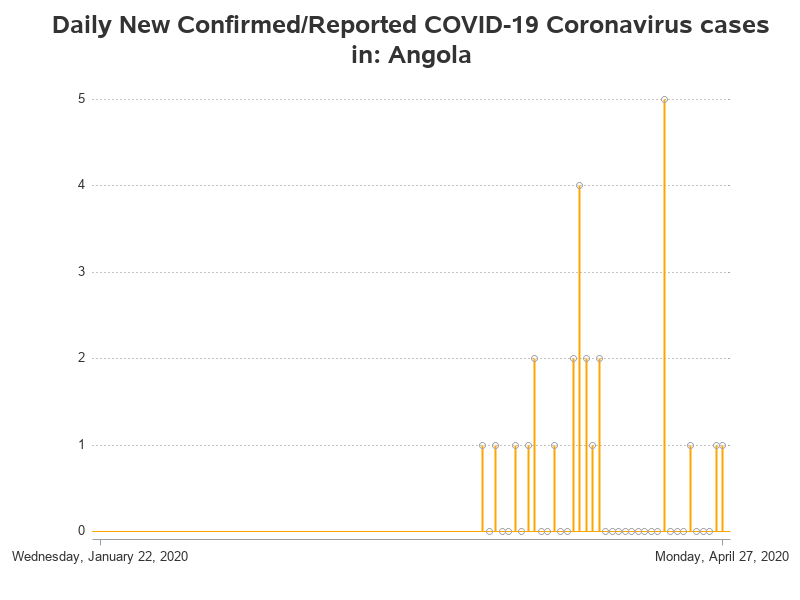 Daily New Confirmed/Reported COVID-19 Coronavirus cases
in: Angola
5
4
3
2
1
0
Wednesday, January 22, 2020
Monday, April 27, 2020